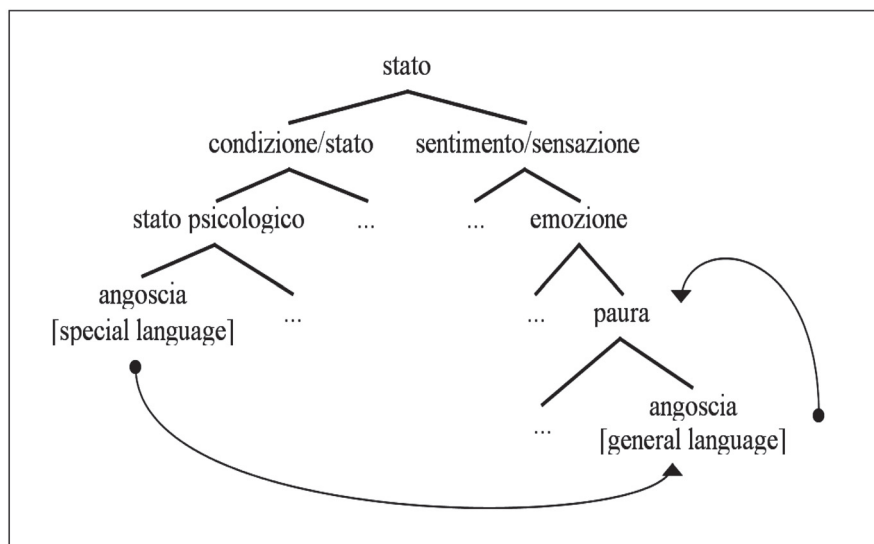 stato
condizione/stato sentimento/sensazione
stato psicologico ... ... emozione
angoscia
[special language]
...
... paura
...
angoscia
[general language]